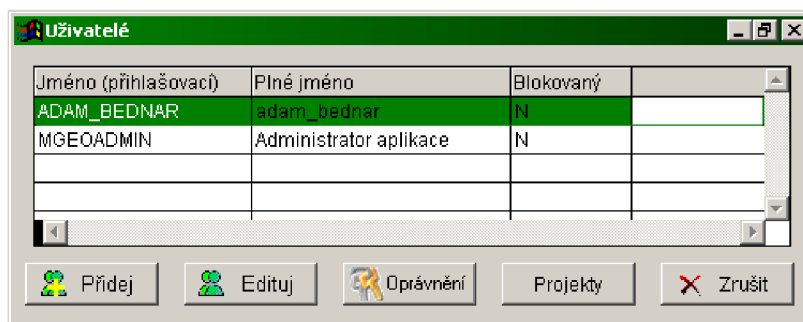 Uživatelé
Jméno (přihlašovací) Plné jméno Blokovaný
ADAM_BEDNAR adam_bednar N
MGEOADMIN Administrator aplikace N
Přidej Edituj Oprávnění Projekty Zrušit